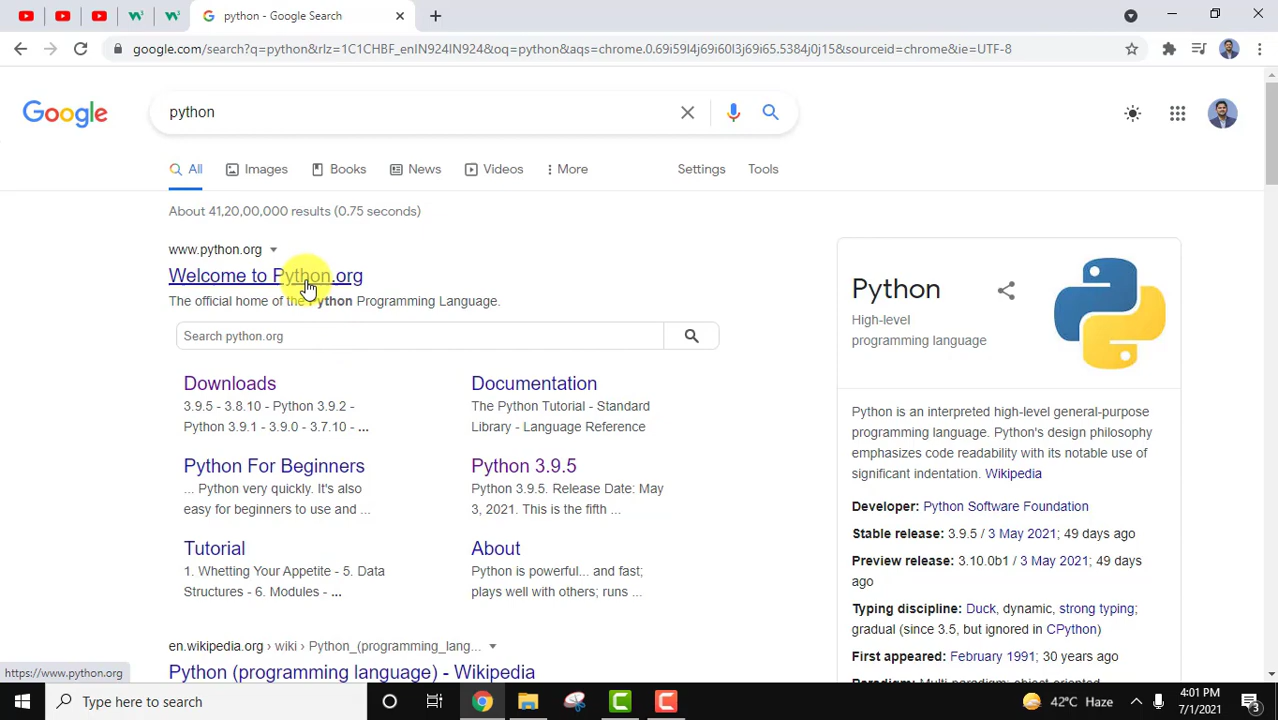 python - Google Search
google.com/search?q=python&rlz=1C1CHBF_enIN924IN924&oq=python&aqs=chrome.0.69i59l4j69i60l3j69i65.5384j0j15&sourceid=chrome&ie=UTF-8
Google
python
All
Images
Books
News
Videos
More
Settings
Tools
About 41,20,00,000 results (0.75 seconds)
www.python.org
Welcome to Python.org
The official home of the Python Programming Language.
Search python.org
Downloads
3.9.5 - 3.8.10 - Python 3.9.2 -
Python 3.9.1 - 3.9.0 - 3.7.10 - ...
Documentation
The Python Tutorial - Standard
Library - Language Reference
Python For Beginners
... Python very quickly. It's also
easy for beginners to use and ...
Python 3.9.5
Python 3.9.5. Release Date: May
3, 2021. This is the fifth ...
Tutorial
1. Whetting Your Appetite - 5. Data
Structures - 6. Modules - ...
About
Python is powerful... and fast;
plays well with others; runs ...
en.wikipedia.org › wiki › Python_(programming_lang...
Python (programming language) - Wikipedia
Python
High-level
programming language
Python is an interpreted high-level general-purpose
programming language. Python's design philosophy
emphasizes code readability with its notable use of
significant indentation. Wikipedia
Developer: Python Software Foundation
Stable release: 3.9.5 / 3 May 2021; 49 days ago
Preview release: 3.10.0b1 / 3 May 2021; 49 days
ago
Typing discipline: Duck, dynamic, strong typing;
gradual (since 3.5, but ignored in CPython)
First appeared: February 1991; 30 years ago
https://www.python.org
Type here to search
42°C Haze
4:01 PM
7/1/2021
3